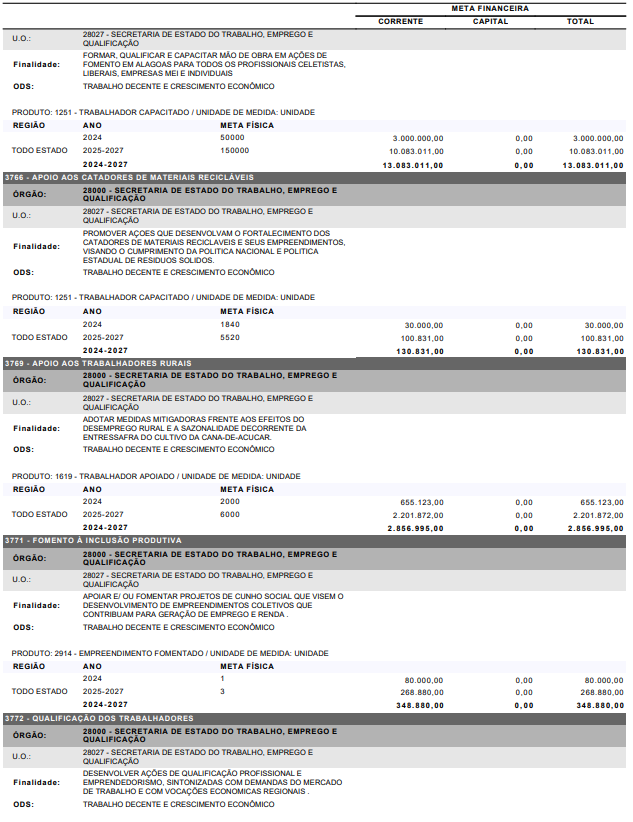 META FINANCEIRA
CORRENTE CAPITAL TOTAL
U.O.: 28027 - SECRETARIA DE ESTADO DO TRABALHO, EMPREGO E
QUALIFICAÇÃO
Finalidade: FORMAR, QUALIFICAR E CAPACITAR MÃO DE OBRA EM AÇÕES DE
FOMENTO EM ALAGOAS PARA TODOS OS PROFISSIONAIS CELETISTAS,
LIBERAIS, EMPRESAS MEI E INDIVIDUAIS
ODS: TRABALHO DECENTE E CRESCIMENTO ECONÔMICO
PRODUTO: 1251 - TRABALHADOR CAPACITADO / UNIDADE DE MEDIDA: UNIDADE
REGIÃO ANO META FÍSICA
2024 50000 3.000.000,00 0,00 3.000.000,00
TODO ESTADO 2025-2027 150000 10.083.011,00 0,00 10.083.011,00
2024-2027 13.083.011,00 0,00 13.083.011,00
3766 - APOIO AOS CATADORES DE MATERIAIS RECICLÁVEIS
ÓRGÃO: 28000 - SECRETARIA DE ESTADO DO TRABALHO, EMPREGO E
QUALIFICAÇÃO
U.O.: 28027 - SECRETARIA DE ESTADO DO TRABALHO, EMPREGO E
QUALIFICAÇÃO
Finalidade: PROMOVER AÇOES QUE DESENVOLVAM O FORTALECIMENTO DOS
CATADORES DE MATERIAIS RECICLAVEIS E SEUS EMPREENDIMENTOS,
VISANDO O CUMPRIMENTO DA POLITICA NACIONAL E POLITICA
ESTADUAL DE RESIDUOS SOLIDOS.
ODS: TRABALHO DECENTE E CRESCIMENTO ECONÔMICO
PRODUTO: 1251 - TRABALHADOR CAPACITADO / UNIDADE DE MEDIDA: UNIDADE
REGIÃO ANO META FÍSICA
2024 1840 30.000,00 0,00 30.000,00
TODO ESTADO 2025-2027 5520 100.831,00 0,00 100.831,00
2024-2027 130.831,00 0,00 130.831,00
3769 - APOIO AOS TRABALHADORES RURAIS
ÓRGÃO: 28000 - SECRETARIA DE ESTADO DO TRABALHO, EMPREGO E
QUALIFICAÇÃO
U.O.: 28027 - SECRETARIA DE ESTADO DO TRABALHO, EMPREGO E
QUALIFICAÇÃO
Finalidade: ADOTAR MEDIDAS MITIGADORAS FRENTE AOS EFEITOS DO
DESEMPREGO RURAL E A SAZONALIDADE DECORRENTE DA
ENTRESSAFRA DO CULTIVO DA CANA-DE-ACUCAR.
ODS: TRABALHO DECENTE E CRESCIMENTO ECONÔMICO
PRODUTO: 1619 - TRABALHADOR APOIADO / UNIDADE DE MEDIDA: UNIDADE
REGIÃO ANO META FÍSICA
2024 2000 655.123,00 0,00 655.123,00
TODO ESTADO 2025-2027 6000 2.201.872,00 0,00 2.201.872,00
2024-2027 2.856.995,00 0,00 2.856.995,00
3771 - FOMENTO À INCLUSÃO PRODUTIVA
ÓRGÃO: 28000 - SECRETARIA DE ESTADO DO TRABALHO, EMPREGO E
QUALIFICAÇÃO
U.O.: 28027 - SECRETARIA DE ESTADO DO TRABALHO, EMPREGO E
QUALIFICAÇÃO
Finalidade: APOIAR E/ OU FOMENTAR PROJETOS DE CUNHO SOCIAL QUE VISEM O
DESENVOLVIMENTO DE EMPREENDIMENTOS COLETIVOS QUE
CONTRIBUAM PARA GERAÇÃO DE EMPREGO E RENDA .
ODS: TRABALHO DECENTE E CRESCIMENTO ECONÔMICO
PRODUTO: 2914 - EMPREENDIMENTO FOMENTADO / UNIDADE DE MEDIDA: UNIDADE
REGIÃO ANO META FÍSICA
2024 1 80.000,00 0,00 80.000,00
TODO ESTADO 2025-2027 3 268.880,00 0,00 268.880,00
2024-2027 348.880,00 0,00 348.880,00
3772 - QUALIFICAÇÃO DOS TRABALHADORES
ÓRGÃO: 28000 - SECRETARIA DE ESTADO DO TRABALHO, EMPREGO E
QUALIFICAÇÃO
U.O.: 28027 - SECRETARIA DE ESTADO DO TRABALHO, EMPREGO E
QUALIFICAÇÃO
Finalidade: DESENVOLVER AÇÕES DE QUALIFICAÇÃO PROFISSIONAL E
EMPRENDEDORISMO, SINTONIZADAS COM DEMANDAS DO MERCADO
DE TRABALHO E COM VOCAÇÕES ECONOMICAS REGIONAIS .
ODS: TRABALHO DECENTE E CRESCIMENTO ECONÔMICO